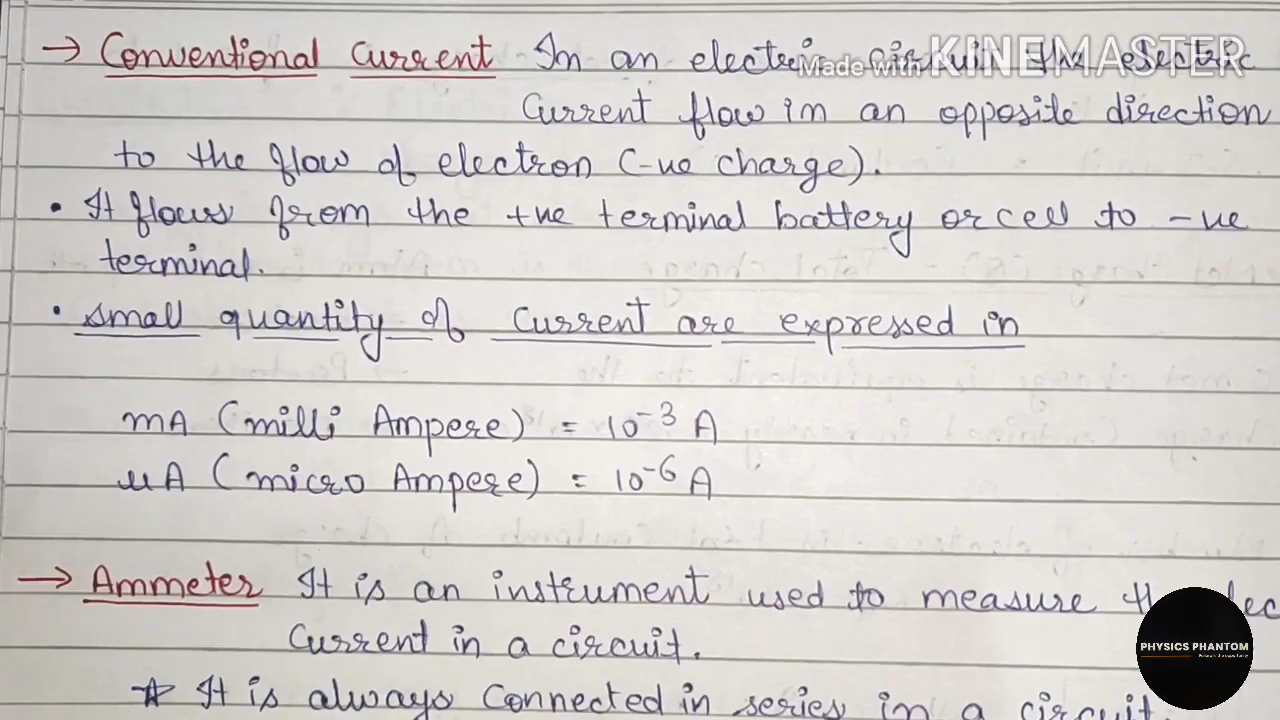 → Conventional Current In an electric circuit the electric
Made with KINEMASTER
Current flow in an opposite direction
to the flow of electron (-ve charge).
• It flows from the +ve terminal battery or cell to -ve
terminal.
• small quantity of current are expressed in
mA (milli Ampere) = 10⁻³ A
μA (micro Ampere) = 10⁻⁶ A
→ Ammeter It is an instrument used to measure the elec
Current in a circuit.
PHYSICS PHANTOM
☆ It is always Connected in series in a circuit.